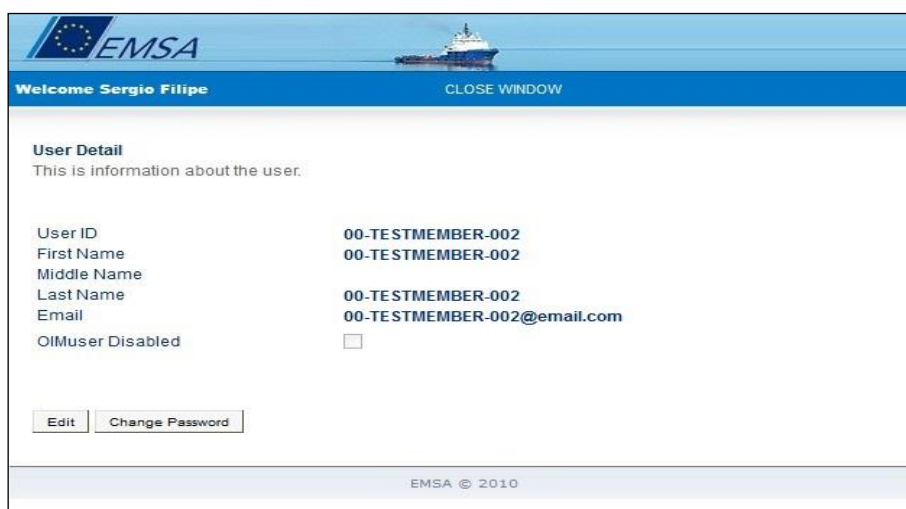 EMSA
Welcome Sergio Filipe CLOSE WINDOW
User Detail
This is information about the user.
User ID 00-TESTMEMBER-002
First Name 00-TESTMEMBER-002
Middle Name
Last Name 00-TESTMEMBER-002
Email 00-TESTMEMBER-002@email.com
OIMuser Disabled
Edit Change Password
EMSA © 2010